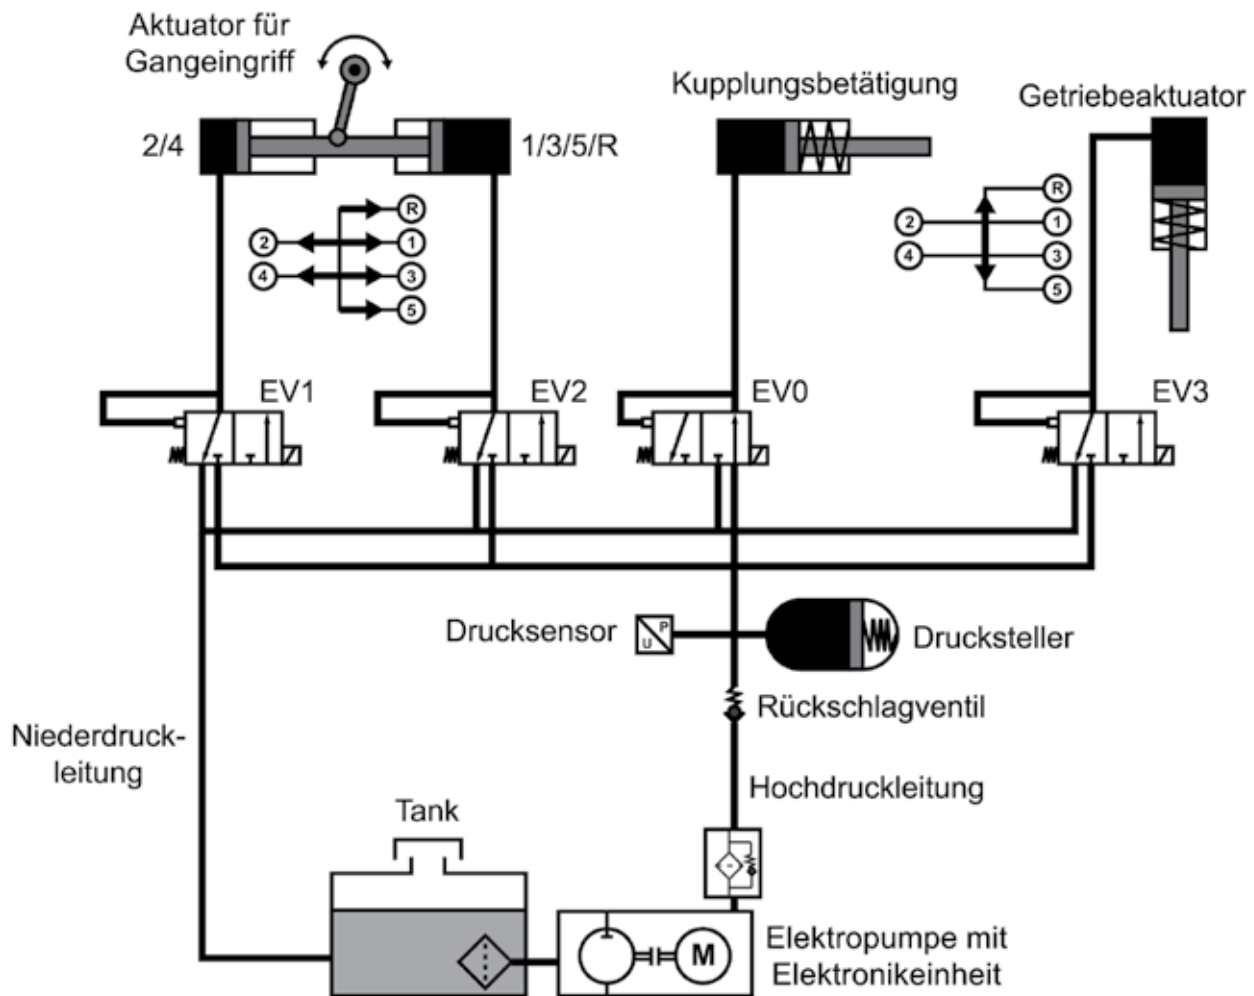 Aktuator für
Gangeingriff
Kupplungsbetätigung
Getriebeaktuator
2/4
1/3/5/R
R
2
1
4
3
5
R
2
1
4
3
5
EV1
EV2
EV0
EV3
Drucksensor
P
U
Drucksteller
Rückschlagventil
Niederdruck-
leitung
Hochdruckleitung
Tank
M
Elektropumpe mit
Elektronikeinheit